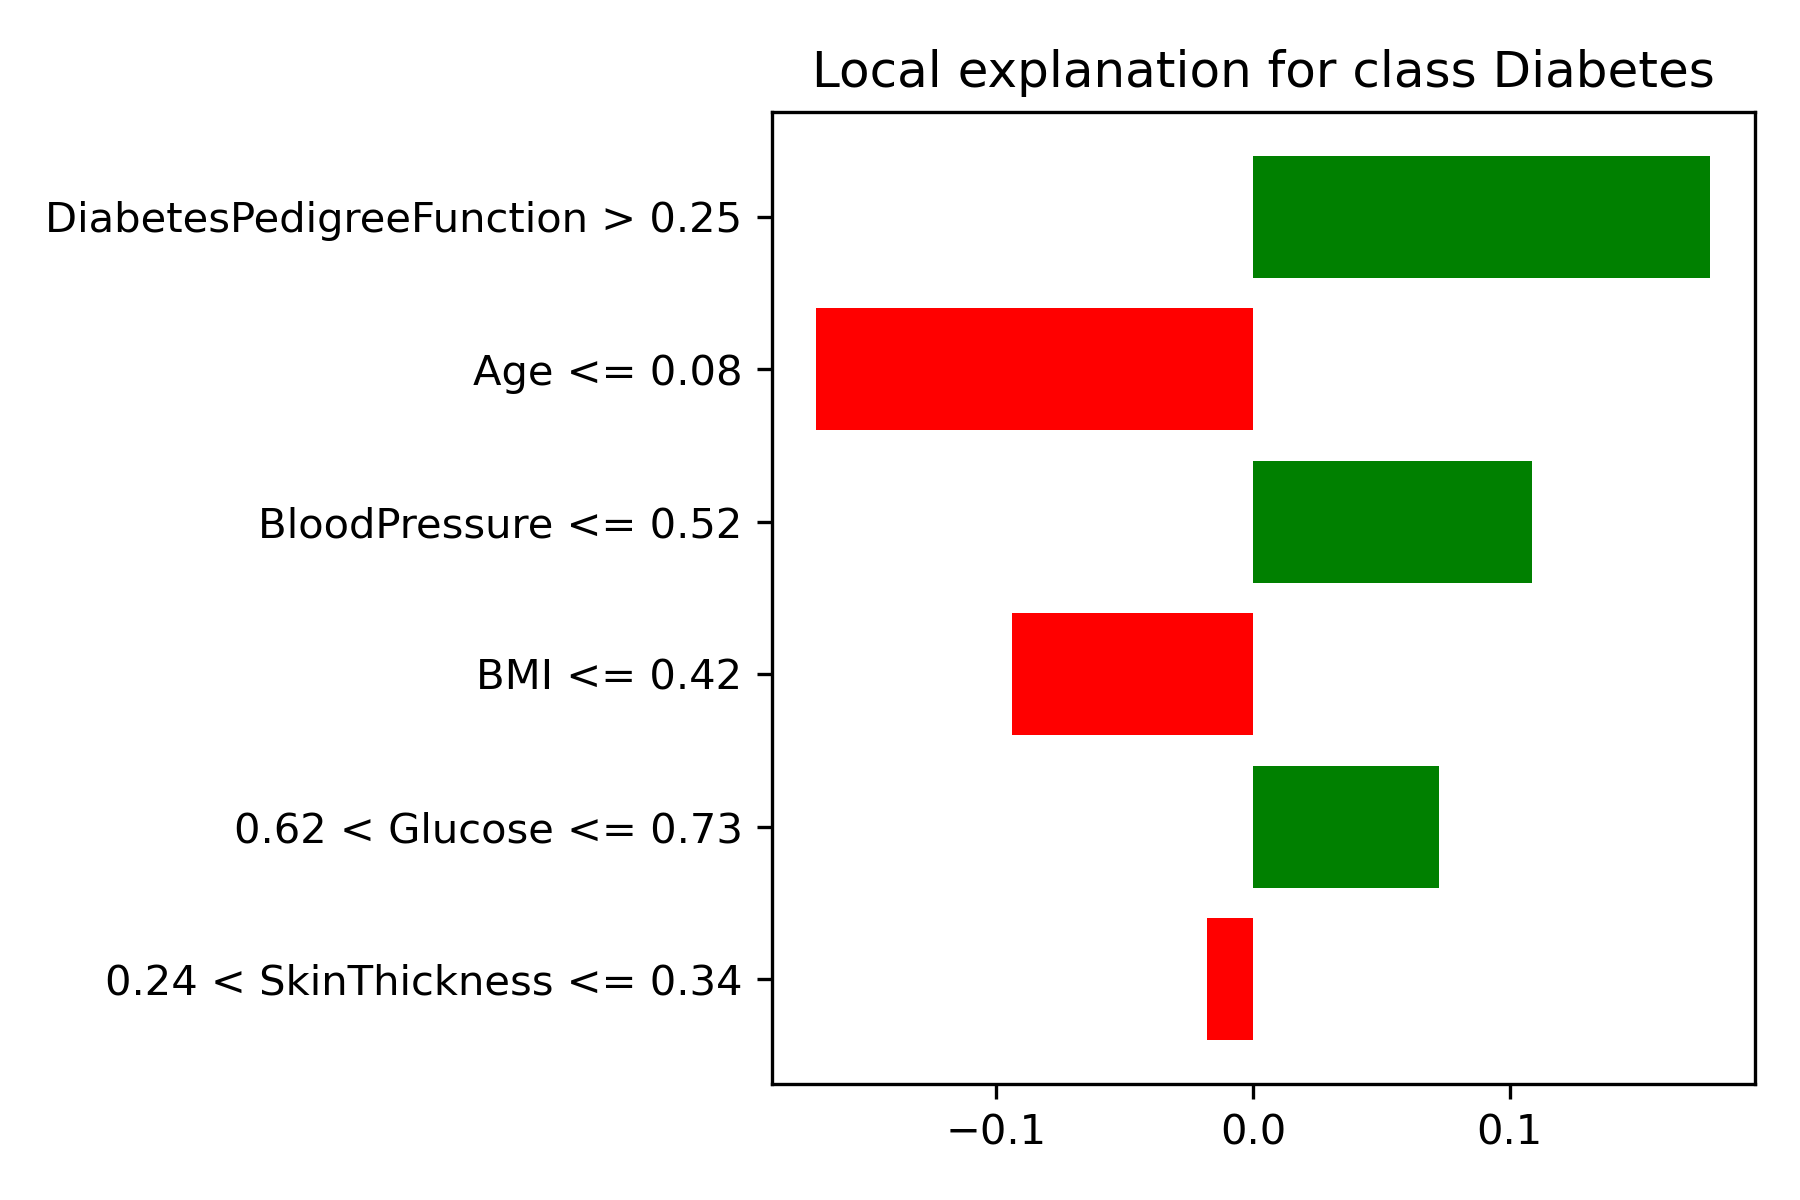 Local explanation for class Diabetes
DiabetesPedigreeFunction > 0.25
Age <= 0.08
BloodPressure <= 0.52
BMI <= 0.42
0.62 < Glucose <= 0.73
0.24 < SkinThickness <= 0.34
−0.1 0.0 0.1